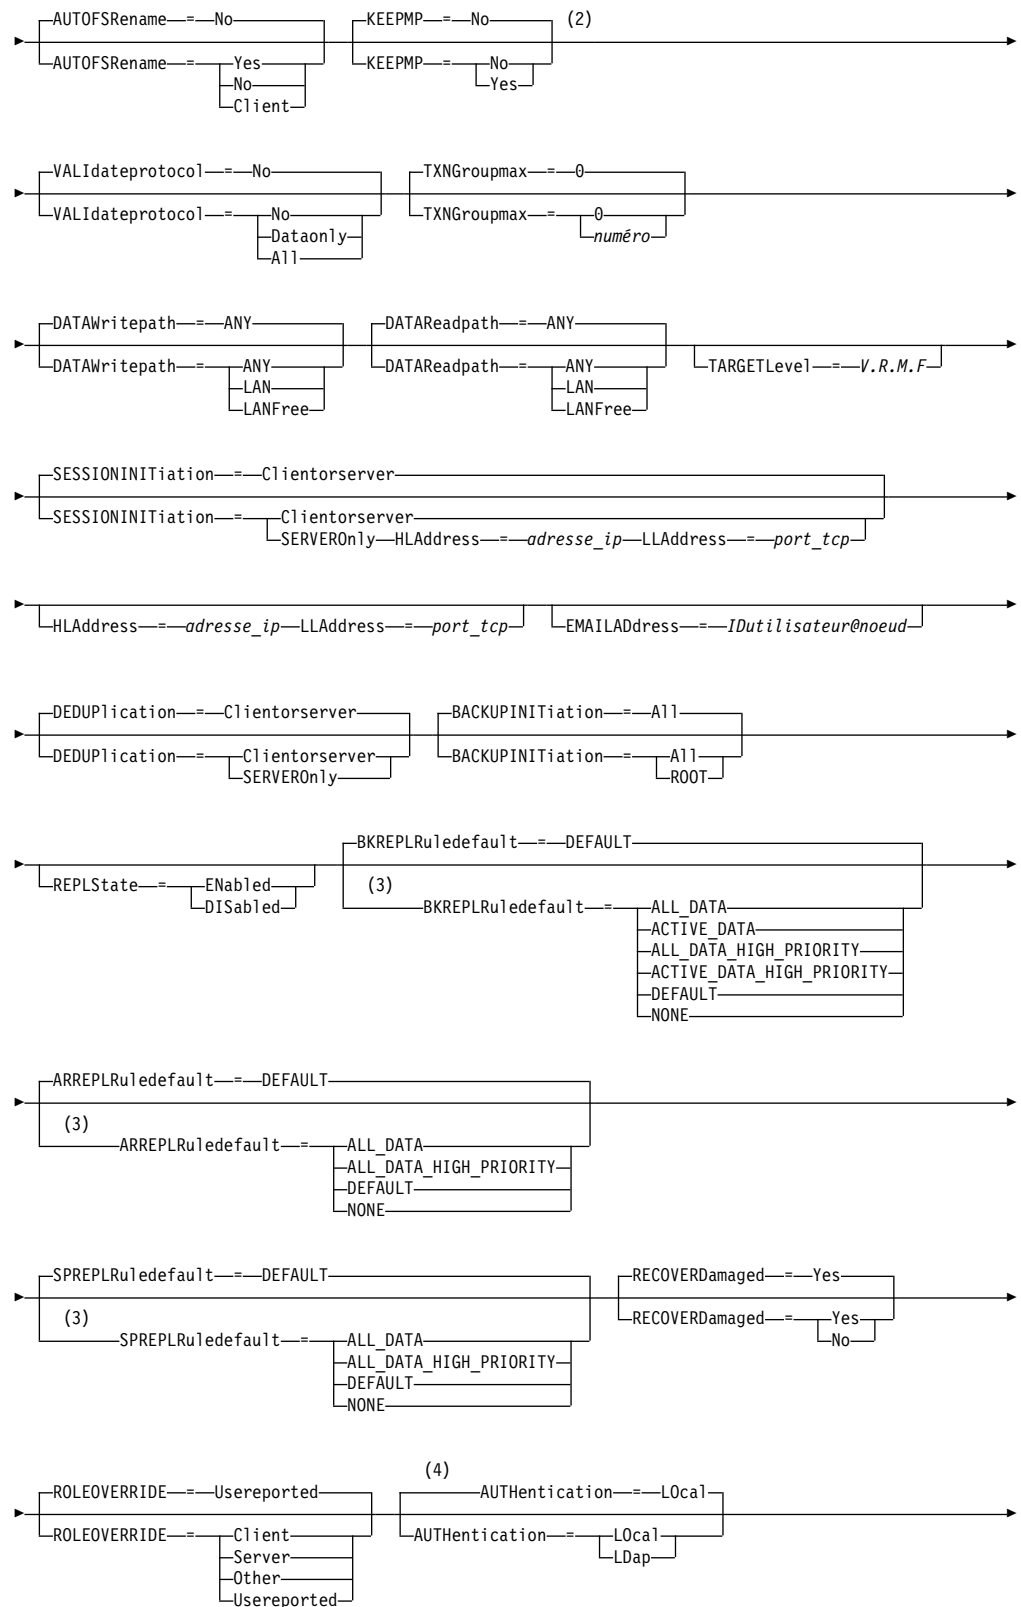 AUTOFSRename = No
KEEPMP = No
(2)
AUTOFSRename = Yes
No
Client
KEEPMP = No
Yes
VALIdateprotocol = No
TXNGroupmax = 0
VALIdateprotocol = No
Dataonly
All
TXNGroupmax = 0
numéro
DATAWritepath = ANY
DATAReadpath = ANY
DATAWritepath = ANY
LAN
LANFree
DATAReadpath = ANY
LAN
LANFree
TARGETLevel = V.R.M.F
SESSIONINITiation = Clientorserver
SESSIONINITiation = Clientorserver
SERVEROnly HLAddress = adresse_ip LLAddress = port_tcp
HLAddress = adresse_ip LLAddress = port_tcp
EMAILADdress = IDutilisateur@noeud
DEDUPlication = Clientorserver
BACKUPINITiation = All
DEDUPlication = Clientorserver
SERVEROnly
BACKUPINITiation = All
ROOT
REPLState = ENabled
DISabled
BKREPLRuledefault = DEFAULT
(3)
BKREPLRuledefault = ALL_DATA
ACTIVE_DATA
ALL_DATA_HIGH_PRIORITY
ACTIVE_DATA_HIGH_PRIORITY
DEFAULT
NONE
ARREPLRuledefault = DEFAULT
(3)
ARREPLRuledefault = ALL_DATA
ALL_DATA_HIGH_PRIORITY
DEFAULT
NONE
SPREPLRuledefault = DEFAULT
RECOVERDamaged = Yes
(3)
SPREPLRuledefault = ALL_DATA
ALL_DATA_HIGH_PRIORITY
DEFAULT
NONE
RECOVERDamaged = Yes
No
ROLEOVERRIDE = Usereported
(4)
AUTHentication = LOcal
ROLEOVERRIDE = Client
Server
Other
Usereported
AUTHentication = LOcal
LDap